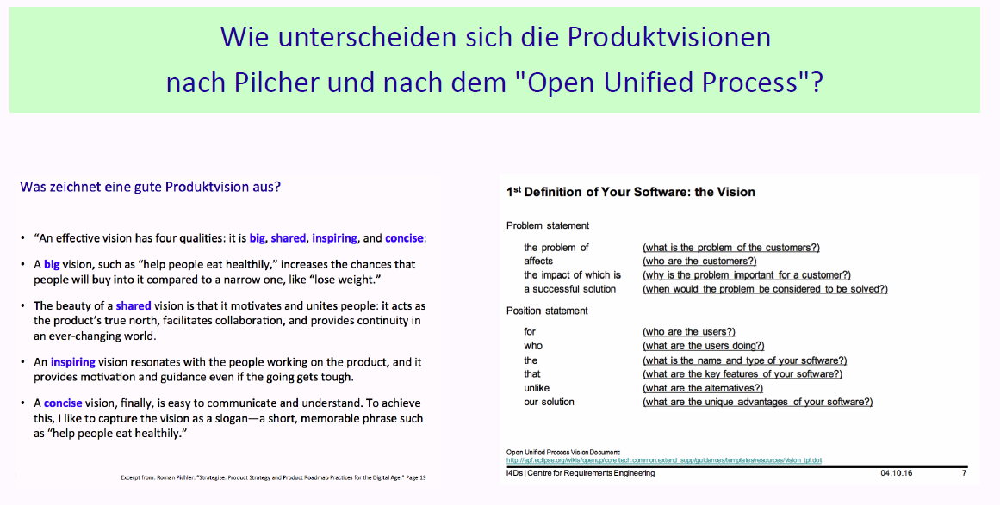 Wie unterscheiden sich die Produktvisionen
nach Pilcher und nach dem "Open Unified Process"?
Was zeichnet eine gute Produktvision aus?
• “An effective vision has four qualities: it is big, shared, inspiring, and concise:
• A big vision, such as “help people eat healthily,” increases the chances that
people will buy into it compared to a narrow one, like “lose weight.”
• The beauty of a shared vision is that it motivates and unites people: it acts as
the product’s true north, facilitates collaboration, and provides continuity in
an ever-changing world.
• An inspiring vision resonates with the people working on the product, and it
provides motivation and guidance even if the going gets tough.
• A concise vision, finally, is easy to communicate and understand. To achieve
this, I like to capture the vision as a slogan—a short, memorable phrase such
as “help people eat healthily.”
Excerpt from: Roman Pichler. “Strategize: Product Strategy and Product Roadmap Practices for the Digital Age.” Page 19
1st Definition of Your Software: the Vision
Problem statement
the problem of (what is the problem of the customers?)
affects (who are the customers?)
the impact of which is (why is the problem important for a customer?)
a successful solution (when would the problem be considered to be solved?)
Position statement
for (who are the users?)
who (what are the users doing?)
the (what is the name and type of your software?)
that (what are the key features of your software?)
unlike (what are the alternatives?)
our solution (what are the unique advantages of your software?)
Open Unified Process Vision Document:
http://epf.eclipse.org/wikis/openup/core.tech.common.extend_supp/guidances/templates/resources/vision_tpl.dot
i4Ds | Centre for Requirements Engineering 04.10.16 7